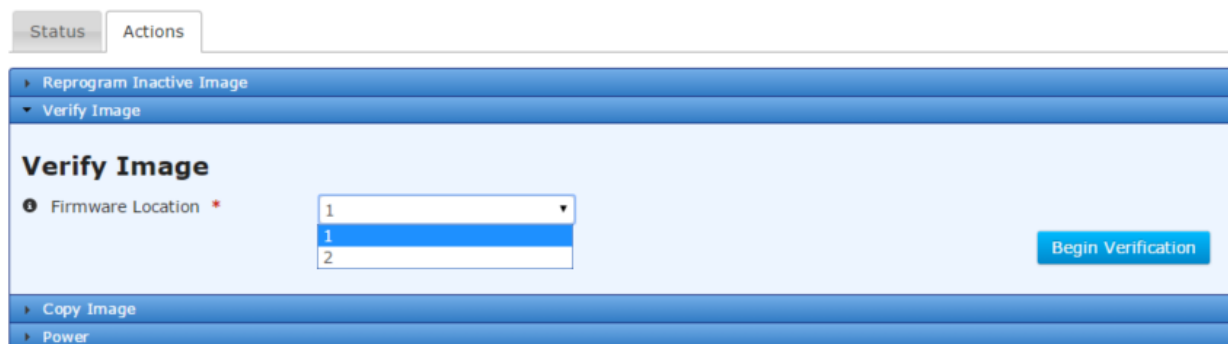 Status Actions
Reprogram Inactive Image
Verify Image
Verify Image
Firmware Location *
1
1
2
Begin Verification
Copy Image
Power